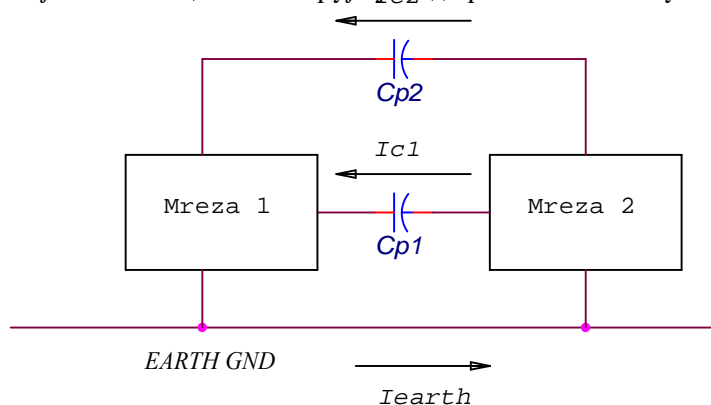 Cp2
Ic1
Mreza 1
Mreza 2
Cp1
EARTH GND
Iearth